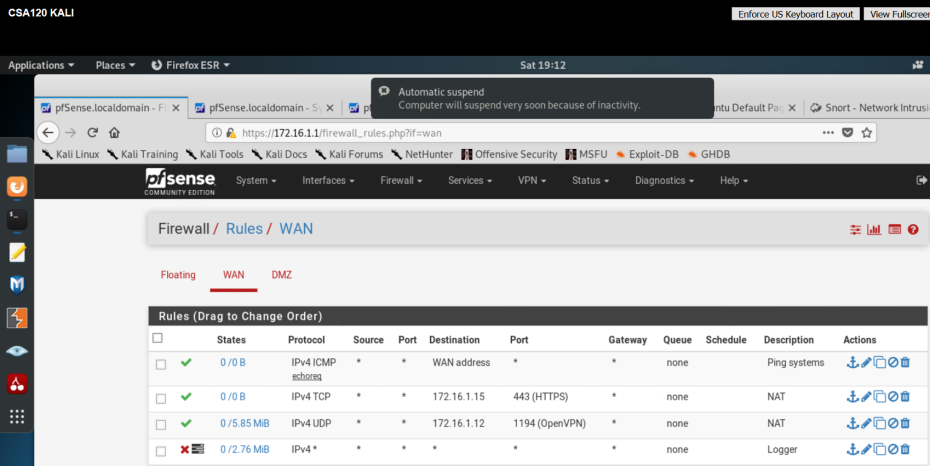 CSA120 KALI
Enforce US Keyboard Layout View Fullscreen
Applications Places Firefox ESR Sat 19:12
Automatic suspend
Computer will suspend very soon because of inactivity.
pfSense.localdomain - Fi pfSense.localdomain - Sy Default Pa Snort - Network Intrusi
https://172.16.1.1/firewall_rules.php?if=wan
Kali Linux Kali Training Kali Tools Kali Docs Kali Forums NetHunter Offensive Security MSFU Exploit-DB GHDB
pfsense COMMUNITY EDITION System Interfaces Firewall Services VPN Status Diagnostics Help
Firewall / Rules / WAN
Floating WAN DMZ
Rules (Drag to Change Order)
States Protocol Source Port Destination Port Gateway Queue Schedule Description Actions
0 /0 B IPv4 ICMP * * WAN address * * none Ping systems
echoreq
0 /0 B IPv4 TCP * * 172.16.1.15 443 (HTTPS) * none NAT
0 /5.85 MiB IPv4 UDP * * 172.16.1.12 1194 (OpenVPN) * none NAT
0 /2.76 MiB IPv4 * * * * * * none Logger